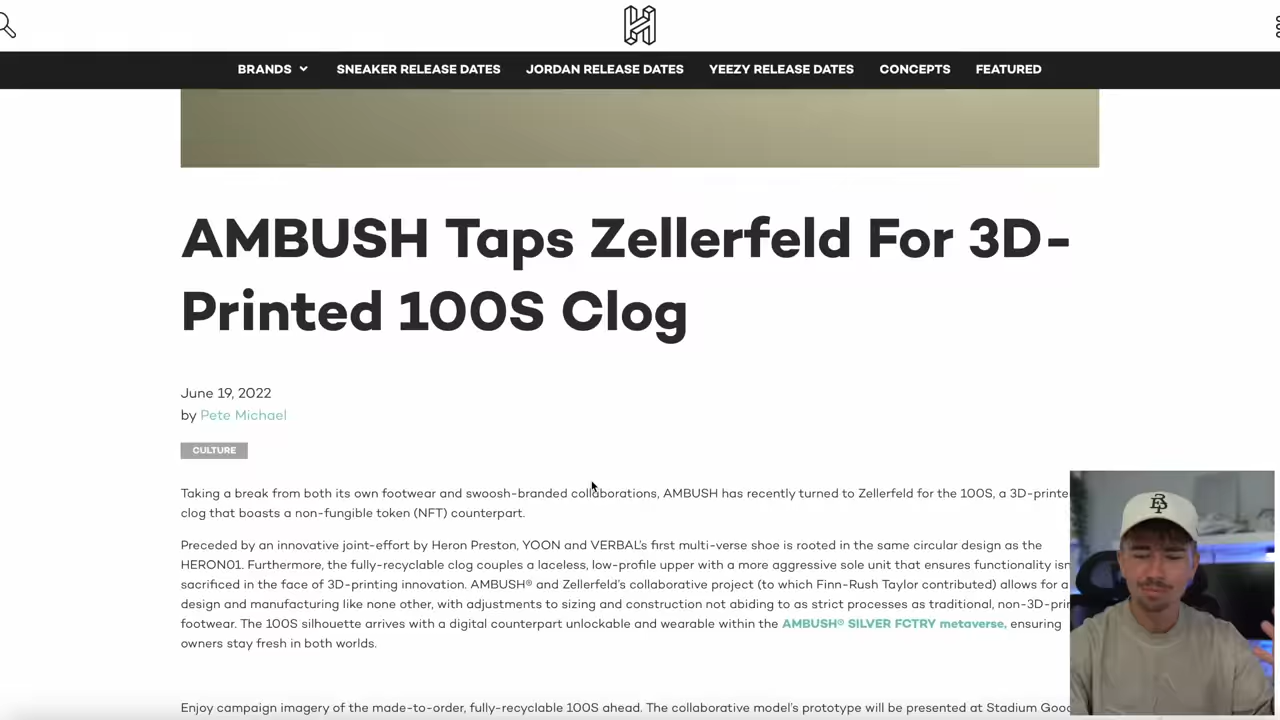 BRANDS SNEAKER RELEASE DATES JORDAN RELEASE DATES YEEZY RELEASE DATES CONCEPTS FEATURED
AMBUSH Taps Zellerfeld For 3D-
Printed 100S Clog
June 19, 2022
by Pete Michael
CULTURE
Taking a break from both its own footwear and swoosh-branded collaborations, AMBUSH has recently turned to Zellerfeld for the 100S, a
clog that boasts a non-fungible token (NFT) counterpart.
Preceded by an innovative joint-effort by Heron Preston, YOON and VERBAL's first multi-verse shoe is rooted in the same circular design as the
HERON01. Furthermore, the fully-recyclable clog couples a laceless, low-profile upper with a more aggressive sole unit that ensures functionality
sacrificed in the face of 3D-printing innovation. AMBUSH® and Zellerfeld's collaborative project (to which Finn-Rush Taylor contributed) allows for a
design and manufacturing like none other, with adjustments to sizing and construction not abiding to as strict processes as traditional,
footwear. The 100S silhouette arrives with a digital counterpart unlockable and wearable within the AMBUSH® SILVER FCTRY metaverse, ensuring
owners stay fresh in both worlds.
Enjoy campaign imagery of the made-to-order, fully-recyclable 100S ahead. The collaborative model's prototype will be presented at Stadium